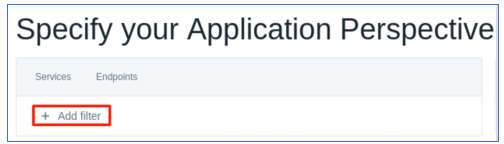 Specify your Application Perspective
Services Endpoints
+ Add filter